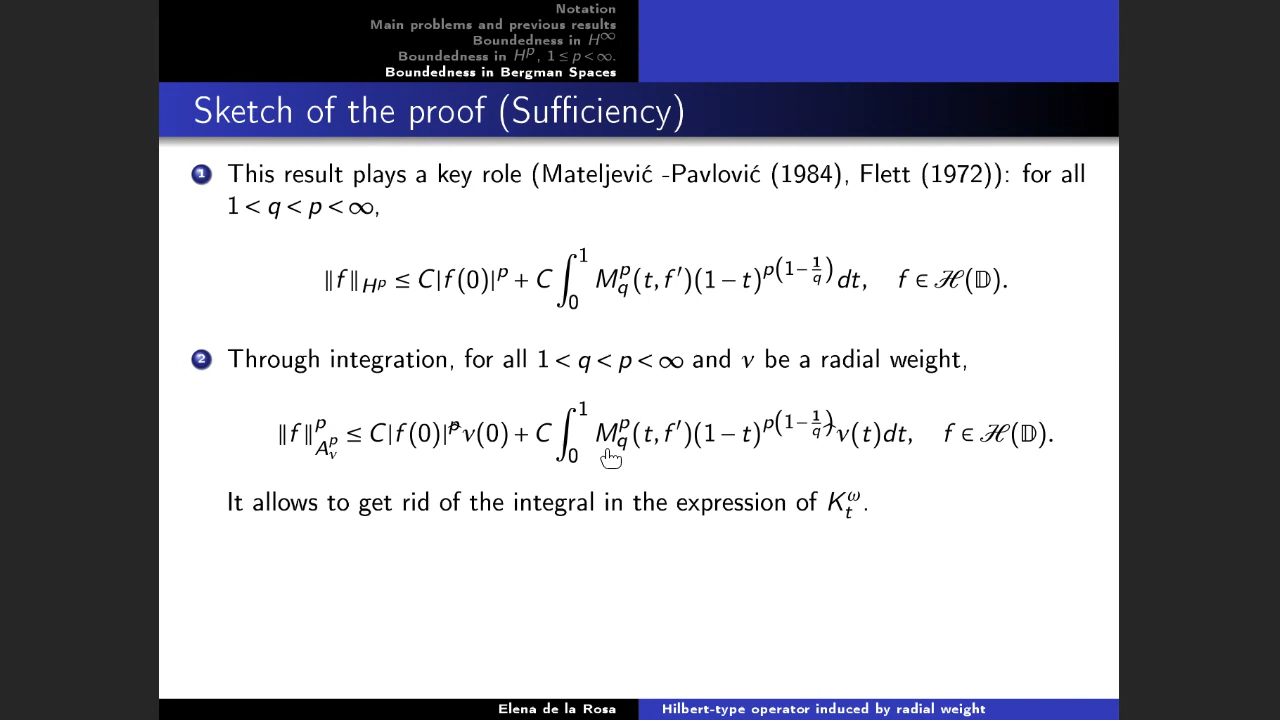 Notation
Main problems and previous results
Boundedness in H^∞
Boundedness in H^p, 1 ≤ p < ∞.
Boundedness in Bergman Spaces
Sketch of the proof (Sufficiency)
1 This result plays a key role (Mateljević -Pavlović (1984), Flett (1972)): for all
1 < q < p < ∞,
‖f‖_{H^p} ≤ C|f(0)|^p + C ∫_0^1 M_q^p(t, f′)(1−t)^{p(1−1/q)} dt, f ∈ ℋ(𝔻).
2 Through integration, for all 1 < q < p < ∞ and ν be a radial weight,
‖f‖_{A_ν^p}^p ≤ C|f(0)|^p ν(0) + C ∫_0^1 M_q^p(t, f′)(1−t)^{p(1−1/q)} ν(t)dt, f ∈ ℋ(𝔻).
It allows to get rid of the integral in the expression of K_t^ω.
Elena de la Rosa
Hilbert-type operator induced by radial weight